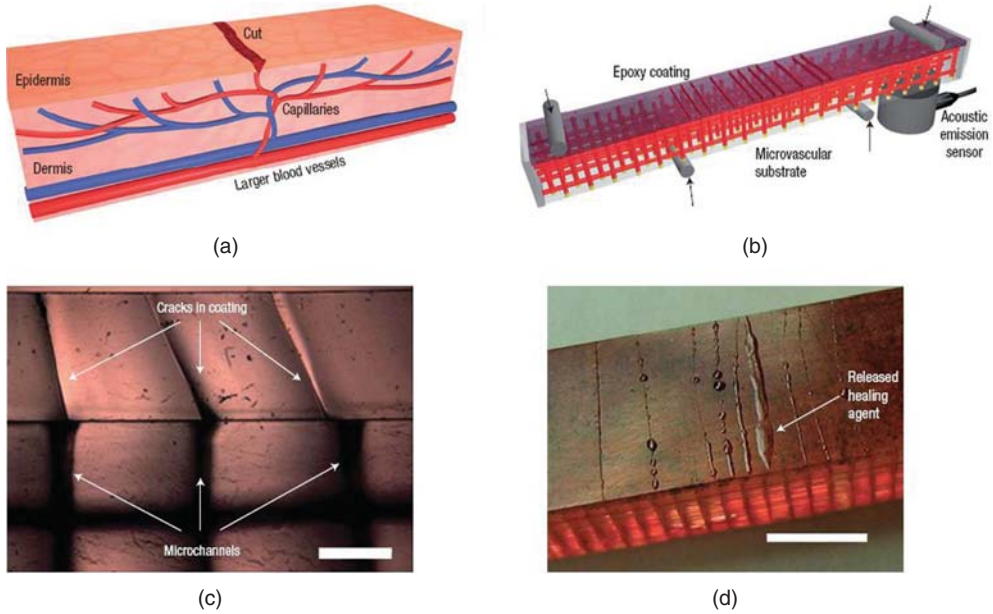 Cut
Epidermis
Capillaries
Dermis
Larger blood vessels
(a)
Epoxy coating
Acoustic
emission
sensor
Microvascular
substrate
(b)
Cracks in coating
Microchannels
(c)
Released
healing
agent
(d)